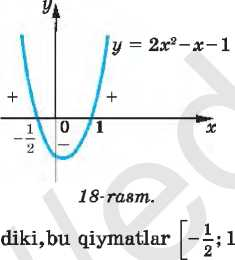 y
y = 2x²-x-1
+ +
-
-1/2 0 1 x
18-rasm.
diki,bu qiymatlar [-1/2; 1